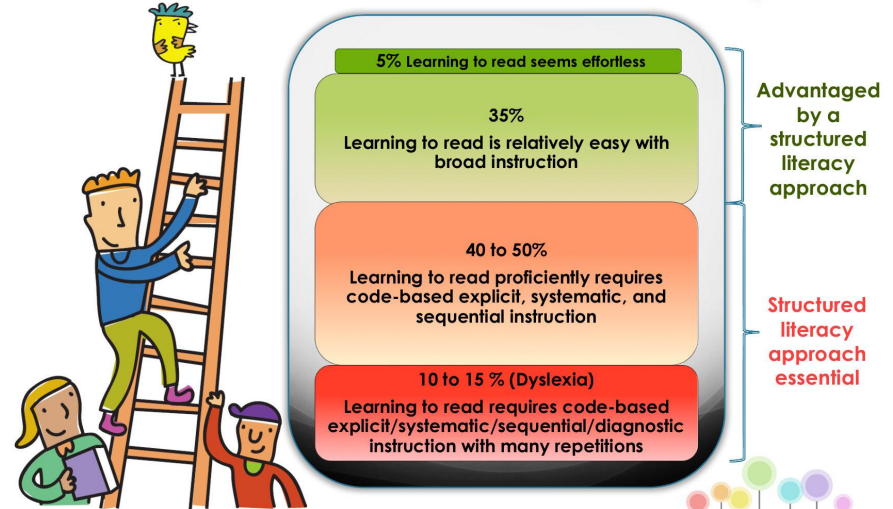 5% Learning to read seems effortless
35%
Learning to read is relatively easy with
broad instruction
40 to 50%
Learning to read proficiently requires
code-based explicit, systematic, and
sequential instruction
10 to 15 % (Dyslexia)
Learning to read requires code-based
explicit/systematic/sequential/diagnostic
instruction with many repetitions
Advantaged
by a
structured
literacy
approach
Structured
literacy
approach
essential